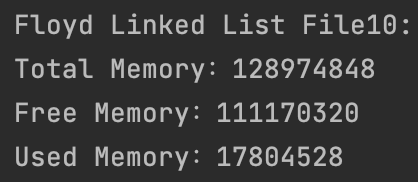 Floyd Linked List File10:
Total Memory: 128974848
Free Memory: 111170320
Used Memory: 17804528